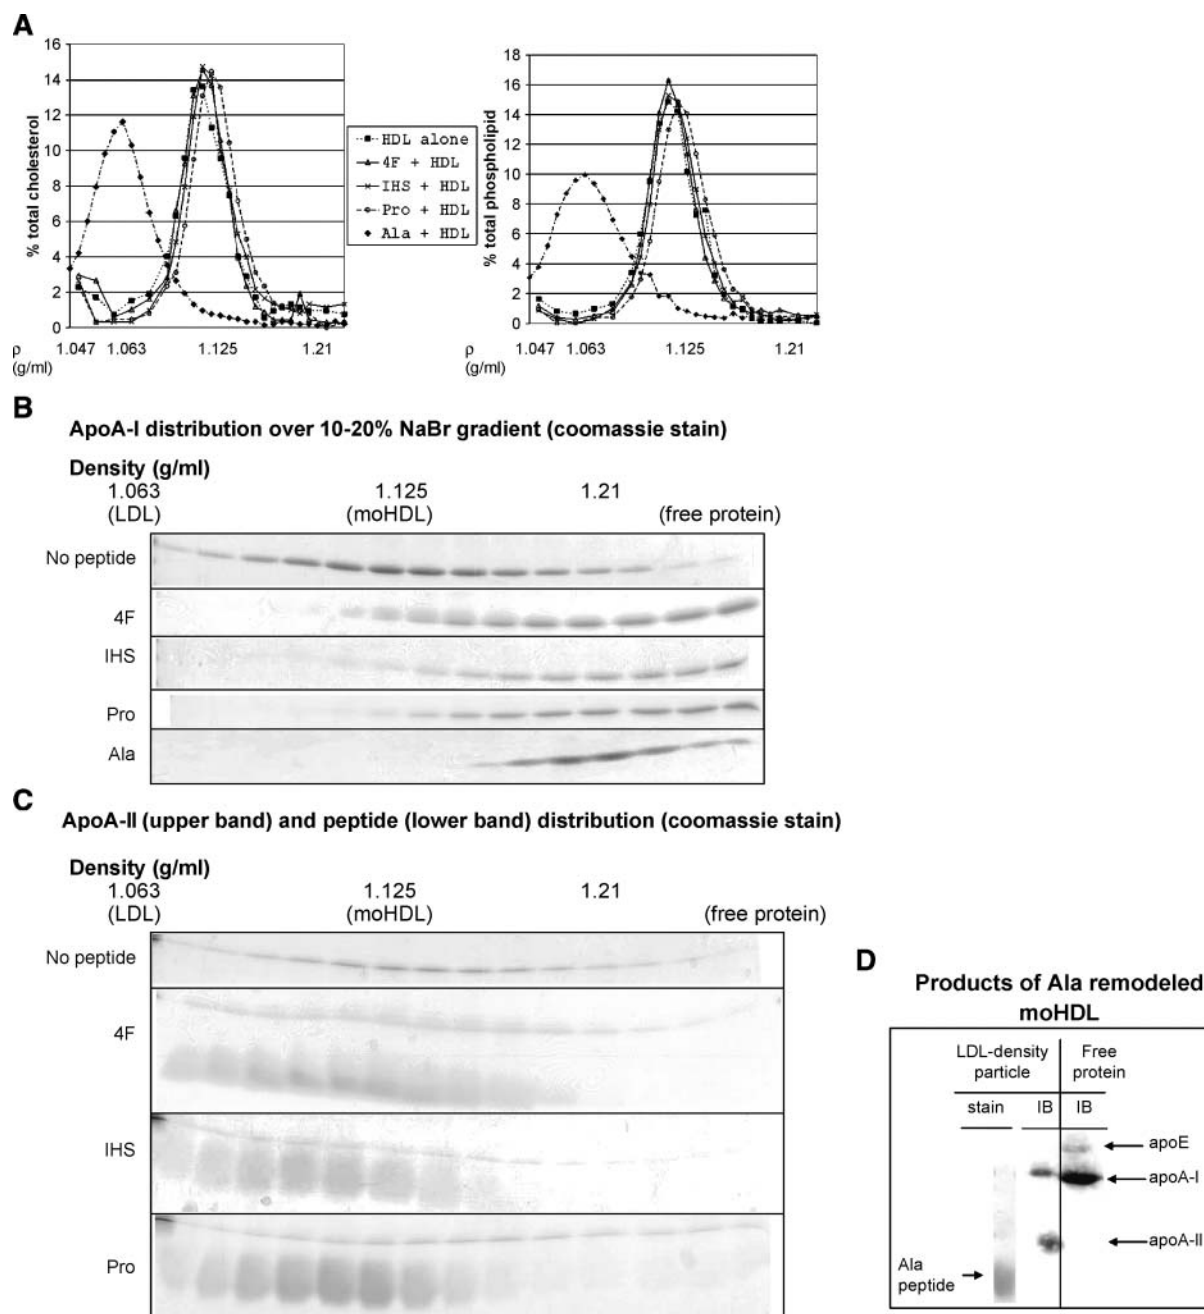 A
% total cholesterol
16
14
12
10
8
6
4
2
0
ρ
(g/ml)
1.047 1.063 1.125 1.21
HDL alone
4F + HDL
IHS + HDL
Pro + HDL
Ala + HDL
% total phospholipid
18
16
14
12
10
8
6
4
2
0
ρ
(g/ml)
1.047 1.063 1.125 1.21
B
ApoA-I distribution over 10-20% NaBr gradient (coomassie stain)
Density (g/ml)
1.063 1.125 1.21
(LDL) (moHDL) (free protein)
No peptide
4F
IHS
Pro
Ala
C
ApoA-II (upper band) and peptide (lower band) distribution (coomassie stain)
Density (g/ml)
1.063 1.125 1.21
(LDL) (moHDL) (free protein)
No peptide
4F
IHS
Pro
D
Products of Ala remodeled
moHDL
LDL-density Free
particle protein
stain IB IB
apoE
apoA-I
apoA-II
Ala
peptide